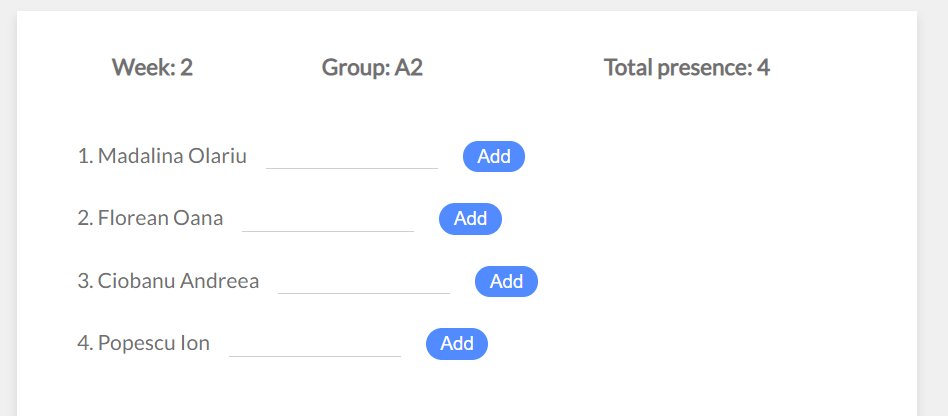 Week: 2 Group: A2 Total presence: 4
1. Madalina Olariu Add
2. Florean Oana Add
3. Ciobanu Andreea Add
4. Popescu Ion Add